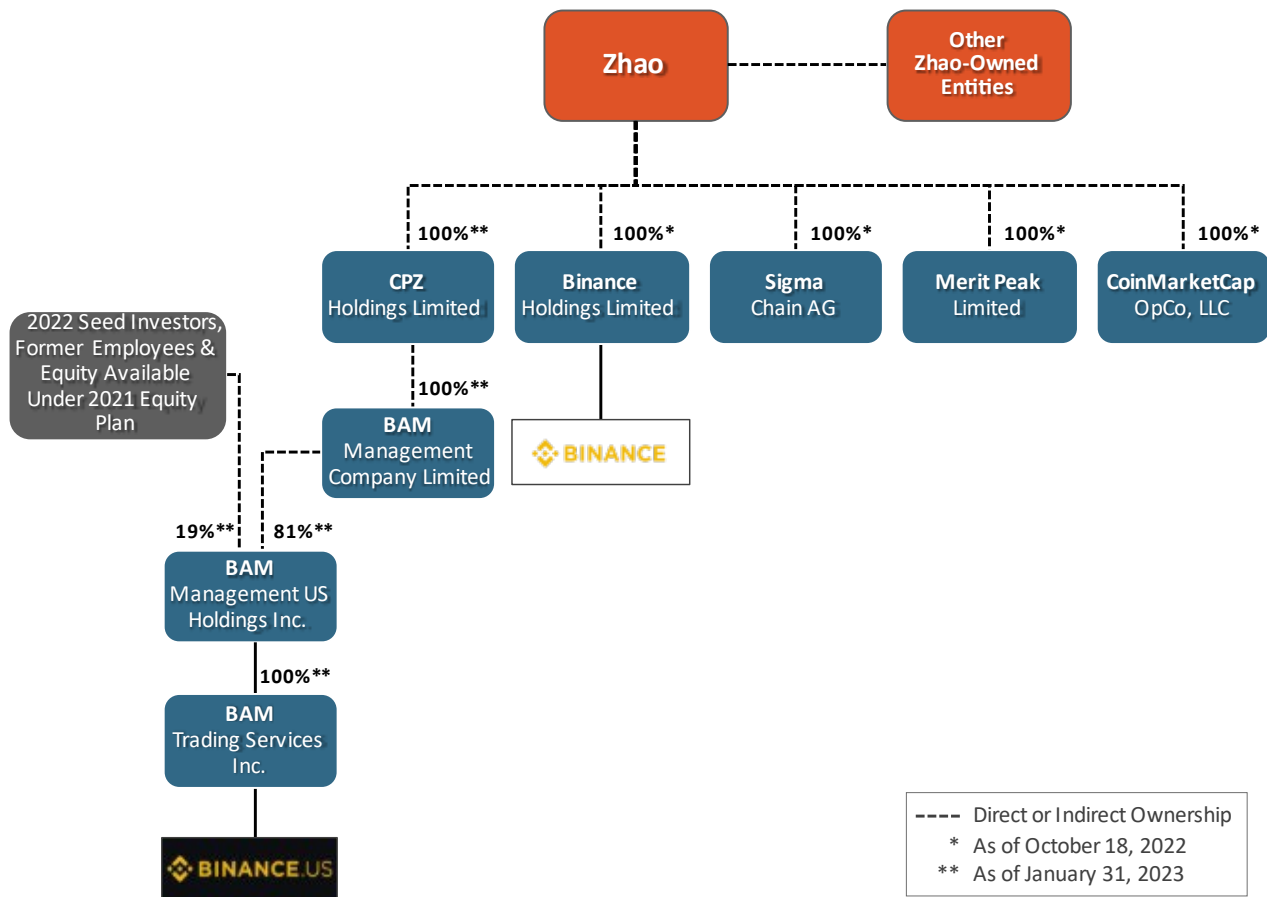 Zhao
Other
Zhao-Owned
Entities
100%**
100%*
100%*
100%*
100%*
CPZ
Holdings Limited
Binance
Holdings Limited
Sigma
Chain AG
Merit Peak
Limited
CoinMarketCap
OpCo, LLC
2022 Seed Investors,
Former Employees &
Equity Available
Under 2021 Equity
Plan
100%**
BAM
Management
Company Limited
BINANCE
19%**
81%**
BAM
Management US
Holdings Inc.
100%**
BAM
Trading Services
Inc.
BINANCE.US
---- Direct or Indirect Ownership
* As of October 18, 2022
** As of January 31, 2023